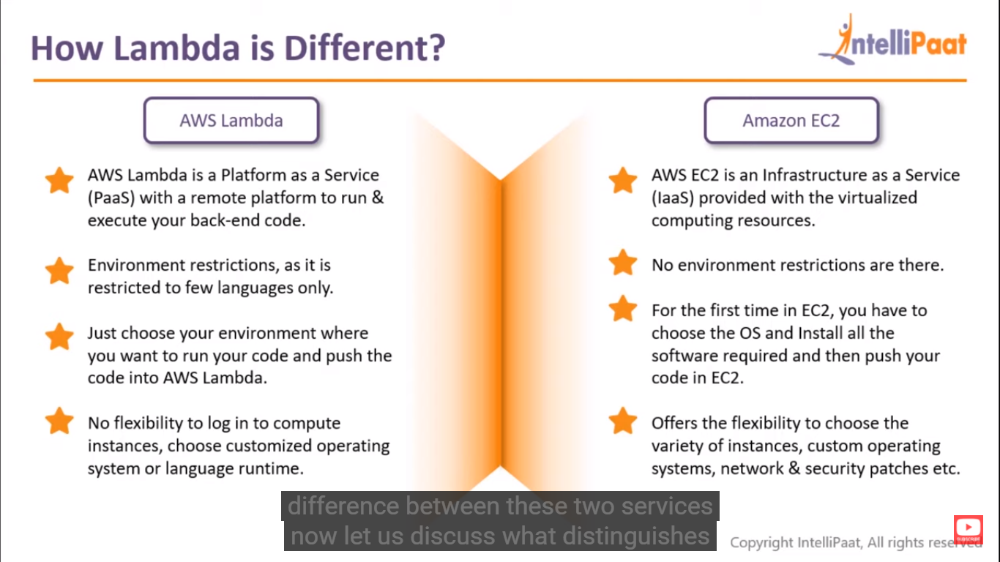 How Lambda is Different?
IntelliPaat
AWS Lambda
AWS Lambda is a Platform as a Service
(PaaS) with a remote platform to run &
execute your back-end code.
Environment restrictions, as it is
restricted to few languages only.
Just choose your environment where
you want to run your code and push the
code into AWS Lambda.
No flexibility to log in to compute
instances, choose customized operating
system or language runtime.
Amazon EC2
AWS EC2 is an Infrastructure as a Service
(IaaS) provided with the virtualized
computing resources.
No environment restrictions are there.
For the first time in EC2, you have to
choose the OS and Install all the
software required and then push your
code in EC2.
Offers the flexibility to choose the
variety of instances, custom operating
systems, network & security patches etc.
difference between these two services
now let us discuss what distinguishes
SUBSCRIBE
Copyright IntelliPaat, All rights reserved